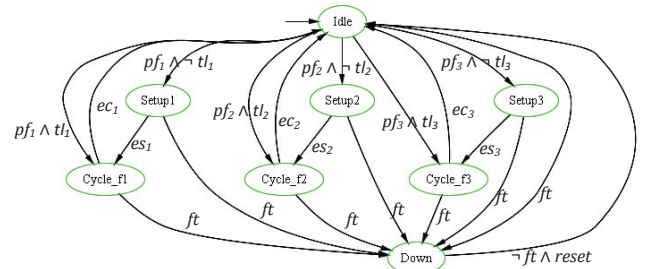 Idle
pf₁ ∧ ¬ tl₁
pf₂ ∧ ¬ tl₂
pf₃ ∧ ¬ tl₃
Setup1
Setup2
Setup3
pf₁ ∧ tl₁
ec₁
pf₂ ∧ tl₂
ec₂
pf₃ ∧ tl₃
ec₃
es₁
es₂
es₃
Cycle_f1
Cycle_f2
Cycle_f3
ft
ft
ft
ft
ft
ft
ft
Down
¬ ft ∧ reset